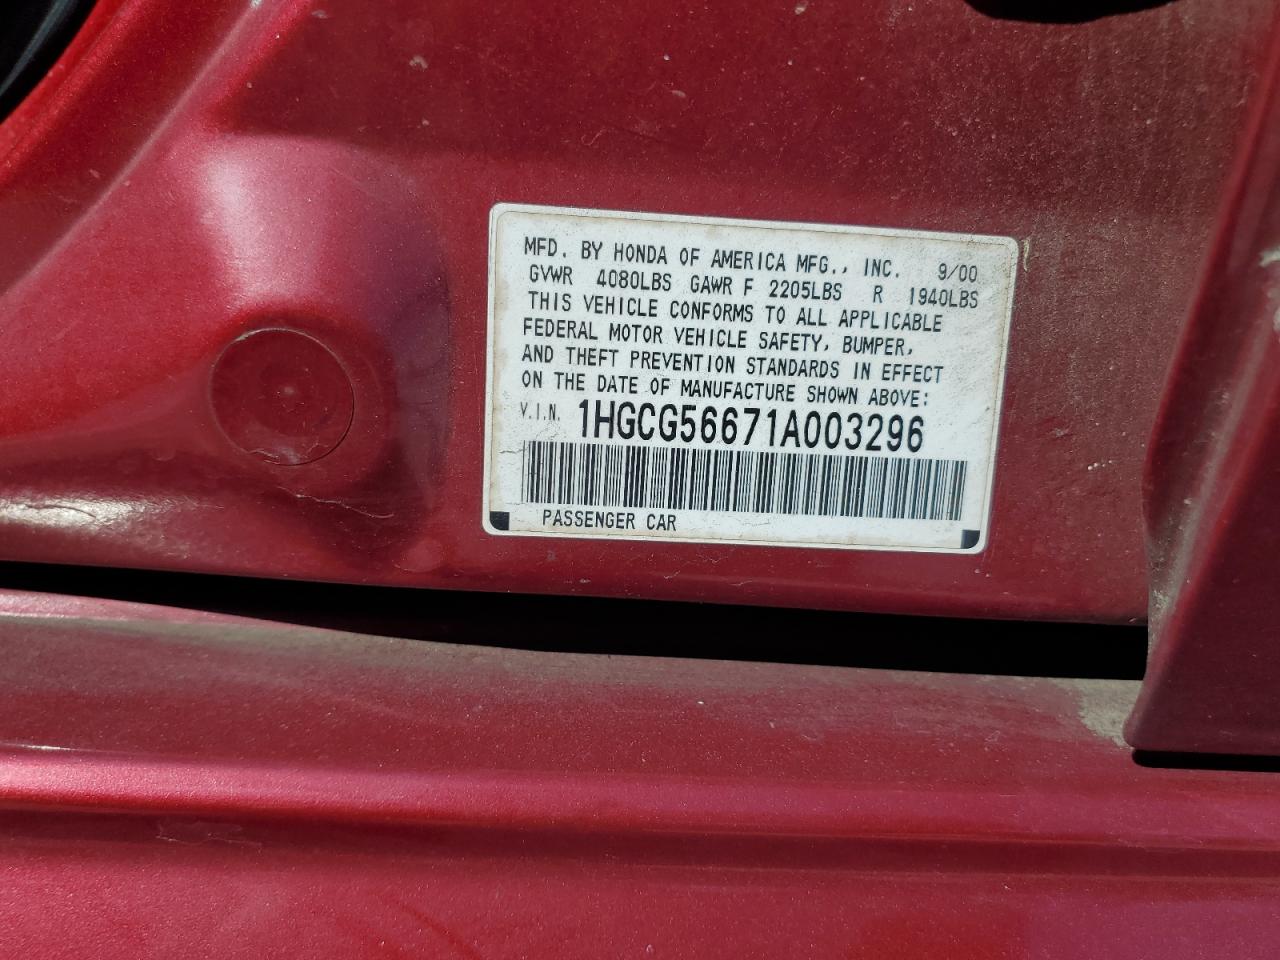 MFD. BY HONDA OF AMERICA MFG., INC. 9/00
GVWR 4080LBS GAWR F 2205LBS R 1940LBS
THIS VEHICLE CONFORMS TO ALL APPLICABLE
FEDERAL MOTOR VEHICLE SAFETY, BUMPER,
AND THEFT PREVENTION STANDARDS IN EFFECT
ON THE DATE OF MANUFACTURE SHOWN ABOVE:
V.I.N. 1HGCG56671A003296
PASSENGER CAR